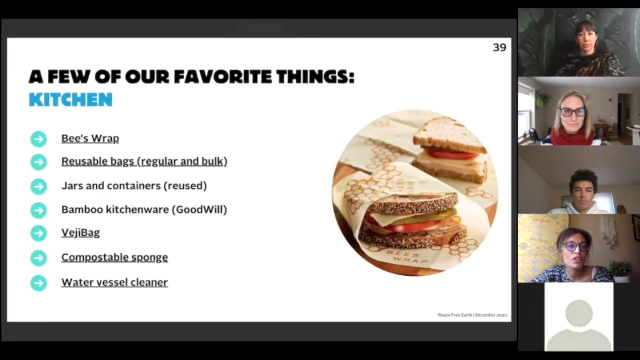 39
A FEW OF OUR FAVORITE THINGS:
KITCHEN
Bee's Wrap
Reusable bags (regular and bulk)
Jars and containers (reused)
Bamboo kitchenware (GoodWill)
VejiBag
Compostable sponge
Water vessel cleaner
BEE'S
WRAP
Waste Free Earth | December 2020